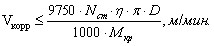 V_корр ≤ (9750 · N_ст · η · π · D) / (1000 · M_кр), м/мин.